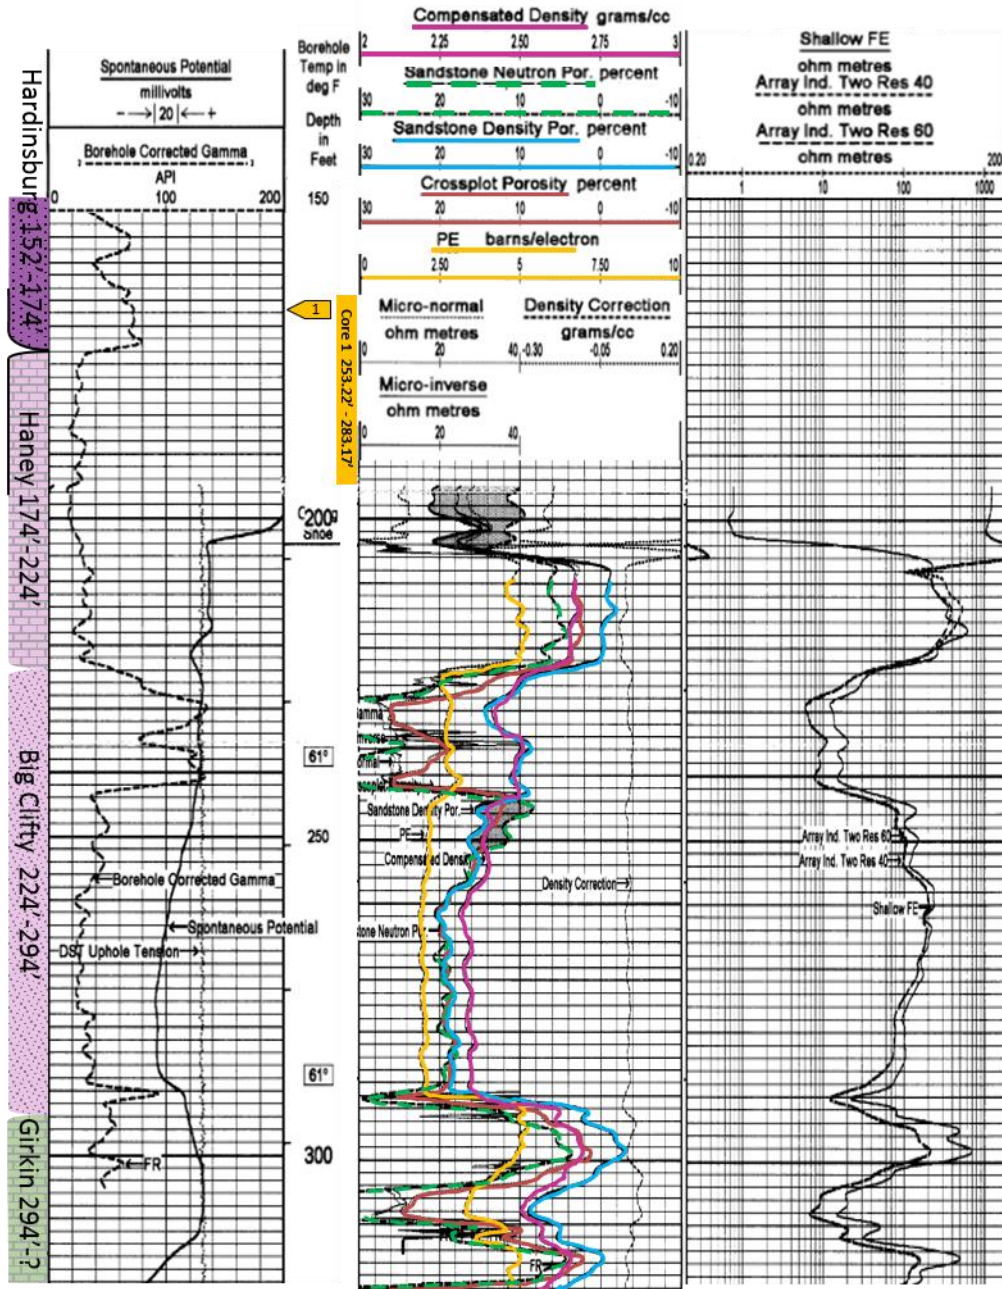 Hardinsburg 152'-174'
Haney 174'-224'
Big Clifty 224'-294'
Girkin 294'-?
Spontaneous Potential
millivolts
- 20 +
Borehole Corrected Gamma
API
0 200
Borehole
Temp in
deg F
Depth
in
Feet
150
1
Core 1 253.22' - 283.17'
200
Shoe
61°
250
61°
300
Borehole Corrected Gamma
Spontaneous Potential
DST Uphole Tension
FR
Compensated Density grams/cc
2 2.25 2.50 2.75 3
Sandstone Neutron Por. percent
30 20 10 0 -10
Sandstone Density Por. percent
30 20 10 0 -10
Crossplot Porosity percent
30 20 10 0 -10
PE barns/electron
0 2.50 5 7.50 10
Micro-normal
ohm metres
0 20 40
Density Correction
grams/cc
-0.30 -0.05 0.20
Micro-inverse
ohm metres
0 20 40
Sandstone Density Por.
PE
Compensated Density
Density Correction
stone Neutron Por.
FR
Shallow FE
ohm metres
Array Ind. Two Res 40
ohm metres
Array Ind. Two Res 60
ohm metres
0.20 1 10 100 1000 200
Array Ind. Two Res 60
Array Ind. Two Res 40
Shallow FE